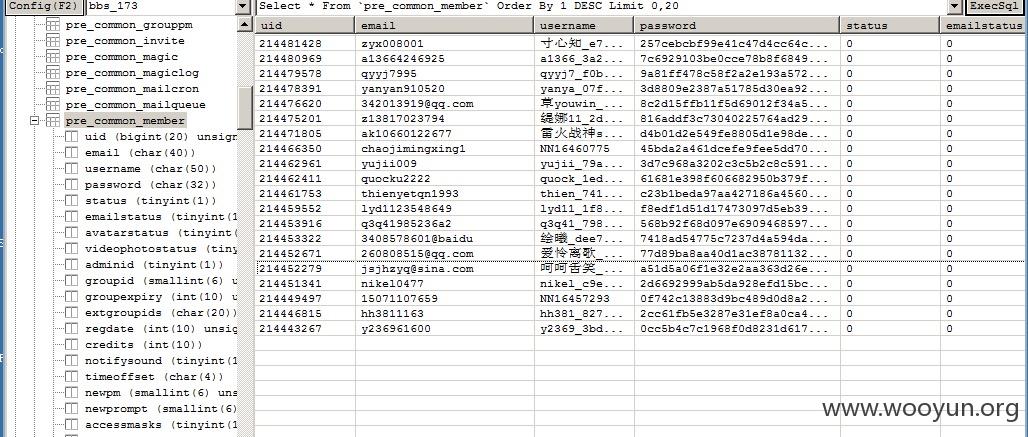 Config(F2) bbs_173 Select * From `pre_common_member` Order By 1 DESC Limit 0,20 ExecSql
pre_common_grouppm
pre_common_invite
pre_common_magic
pre_common_magiclog
pre_common_mailcron
pre_common_mailqueue
pre_common_member
uid (bigint(20) unsign
email (char(40))
username (char(50))
password (char(32))
status (tinyint(1)
emailstatus (tinyint(1
avatarstatus (tinyint(
videophotostatus (tiny
adminid (tinyint(1))
groupid (smallint(6) u
groupexpiry (int(10) u
extgroupids (char(20))
regdate (int(10) unsig
credits (int(10))
notifysound (tinyint(1
timeoffset (char(4))
newpm (smallint(6) uns
newprompt (smallint(6)
accessmasks (tinyint(1
uid email username password status emailstatus
214481428 zyx008001 寸心知_e7... 257cebcbf99e41c47d4cc64c... 0 0
214480969 a13664246925 a1366_3a2... 7c6929103be0cce78b8f6849... 0 0
214479578 qyyj7995 qyyj7_f0b... 9a81ff478c58f2a2e193a572... 0 0
214478391 yanyan910520 yanya_07f... 3d8809e2387a51785d30ea92... 0 0
214476620 342013919@qq.com 草youwin_... 8c2d15ffb11f5d69012f34a5... 0 0
214475201 z13817023794 缇娜11_2d... 816addf3c73040225764ad29... 0 0
214471805 ak10660122677 雷火战神s... d4b01d2e549fe8805d1e98de... 0 0
214466350 chaojimingxing1 NN16460775 45bda2a461dcefe9fee5dd70... 0 0
214462961 yujii009 yujii_79a... 3d7c968a3202c3c5b2c8c591... 0 0
214462411 quocku2222 quock_1ed... 61681e398f606682950b379f... 0 0
214461753 thienyetqn1993 thien_741... c23b1beda97aa427186a4560... 0 0
214459552 lyd1123548649 lyd11_1f8... f8edf1d51d17473097d5eb39... 0 0
214453916 q3q41985236a2 q3q41_798... 568b92f68d097e6909468597... 0 0
214453322 3408578601@baidu 绘曦_dee7... 7418ad54775c7237d4a594da... 0 0
214452671 260808515@qq.com 爱怜离歌_... 77d89ba8aa40d1ac38781132... 0 0
214452279 jsjhzyq@sina.com 呵呵舌笑_... a51d5a06f1e32e2aa363d26e... 0 0
214451341 nikel0477 nikel_c9e... 2d6692999ab5da928efd15bc... 0 0
214449497 15071107659 NN16457293 0f742c13883d9bc489d0d8a2... 0 0
214446815 hh3811163 hh381_827... 2cc61fb5e3287e31ef8a0ca4... 0 0
214443267 y236961600 y2369_3bd... 0cc5b4c7c1968f0d8231d617... 0 0
www.wooyun.org